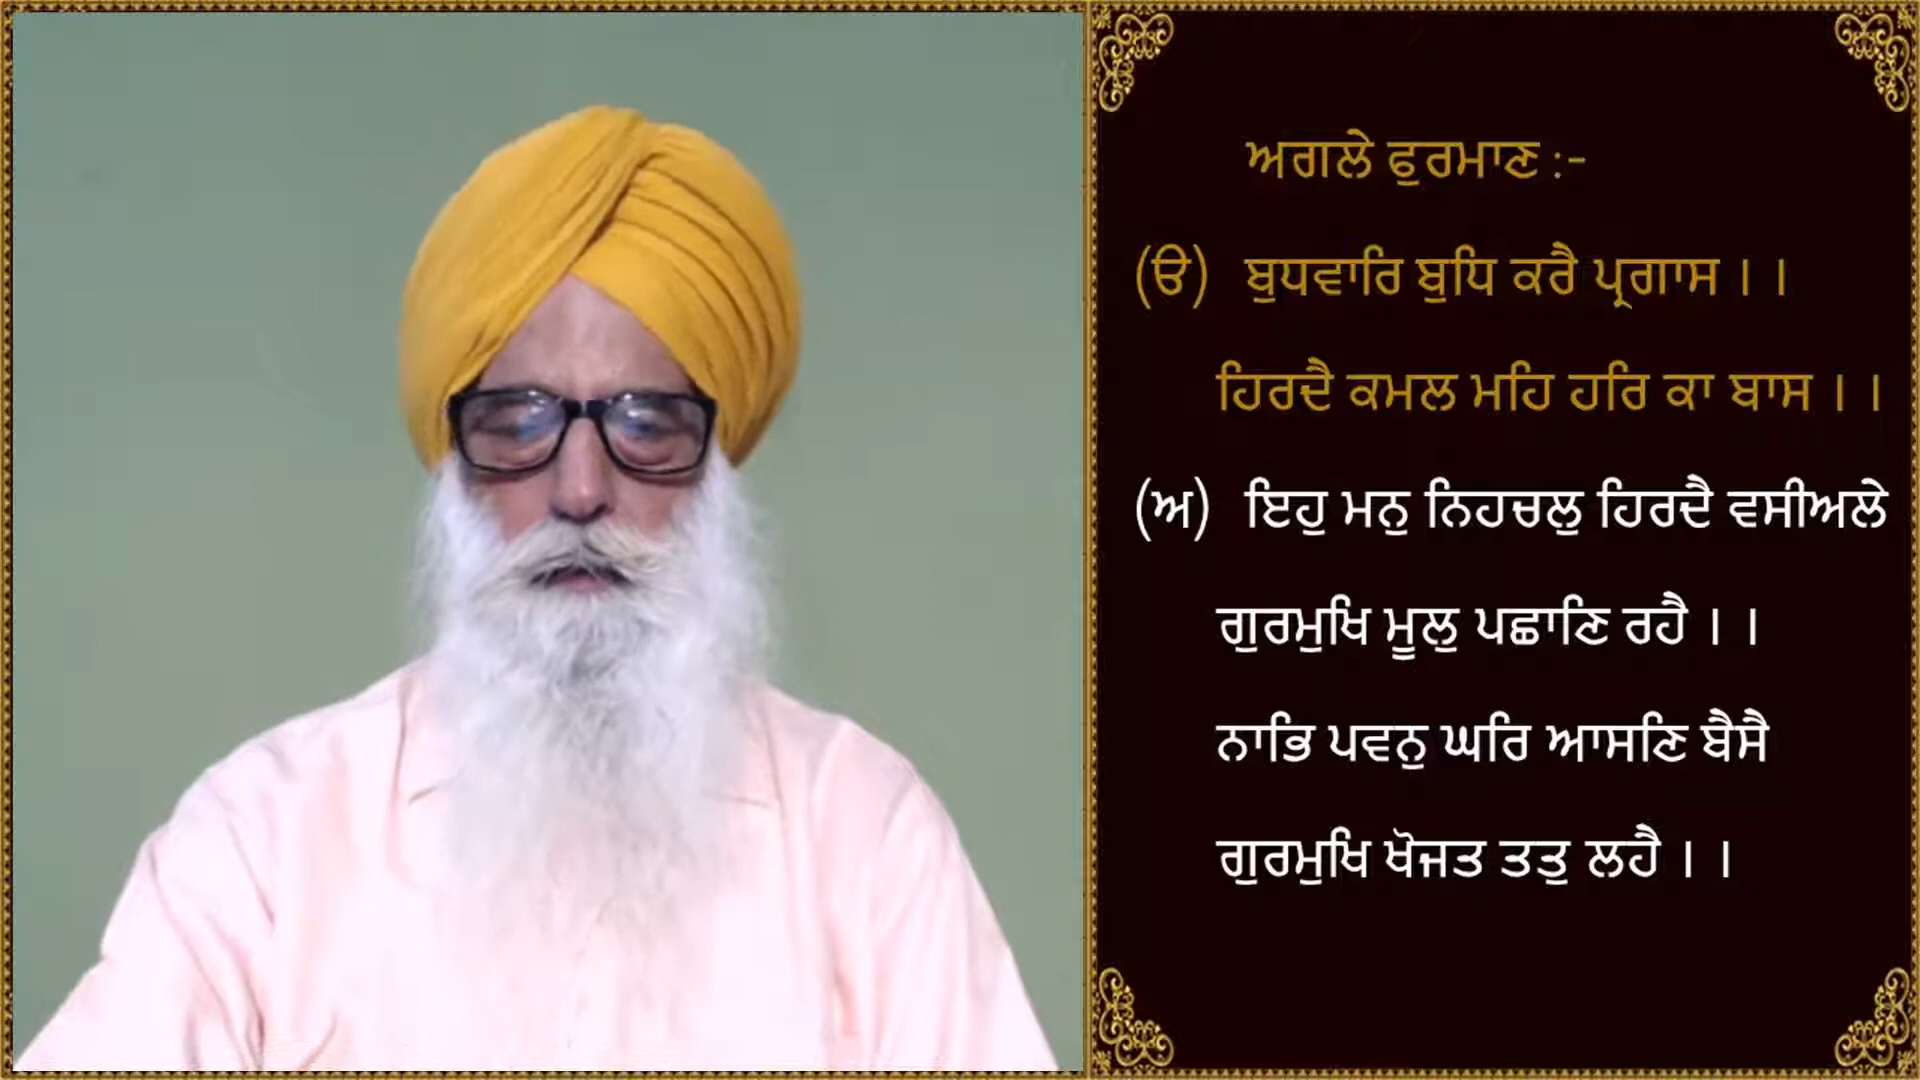 ਅਗਲੇ ਫੁਰਮਾਣ :-
(ੳ) ਬੁਧਵਾਰਿ ਬੁਧਿ ਕਰੈ ਪ੍ਰਗਾਸ ।।
ਹਿਰਦੈ ਕਮਲ ਮਹਿ ਹਰਿ ਕਾ ਬਾਸ ।।
(ਅ) ਇਹੁ ਮਨੁ ਨਿਹਚਲੁ ਹਿਰਦੈ ਵਸੀਅਲੇ
ਗੁਰਮੁਖਿ ਮੂਲੁ ਪਛਾਣਿ ਰਹੈ ।।
ਨਾਭਿ ਪਵਨੁ ਘਰਿ ਆਸਣਿ ਬੈਸੈ
ਗੁਰਮੁਖਿ ਖੋਜਤ ਤਤੁ ਲਹੈ ।।